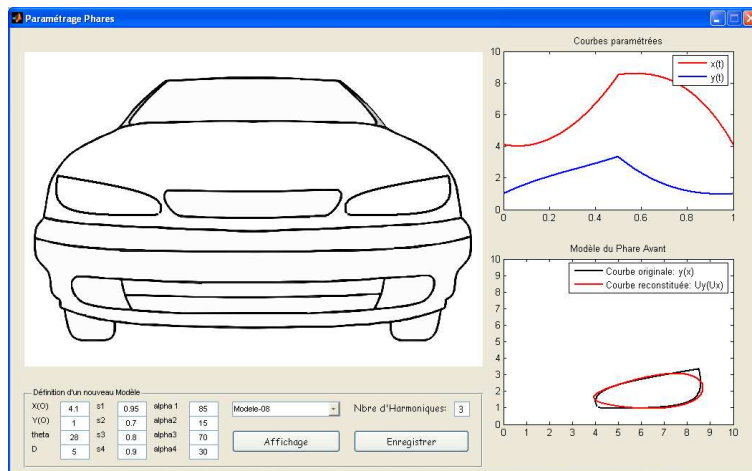 Paramétrage Phares
Courbes paramétrées
x(t)
y(t)
10
8
6
4
2
0
0 0.2 0.4 0.6 0.8 1
Modèle du Phare Avant
Courbe originale: y(x)
Courbe reconstituée: Uy(Ux)
10
9
8
7
6
5
4
3
2
1
0
0 1 2 3 4 5 6 7 8 9 10
Définition d'un nouveau Modèle
X(O) 4.1 s1 0.95 alpha 1 85
Y(O) 1 s2 0.7 alpha2 15
theta 28 s3 0.8 alpha3 70
D 5 s4 0.9 alpha4 30
Modele-08
Nbre d'Harmoniques: 3
Affichage
Enregistrer